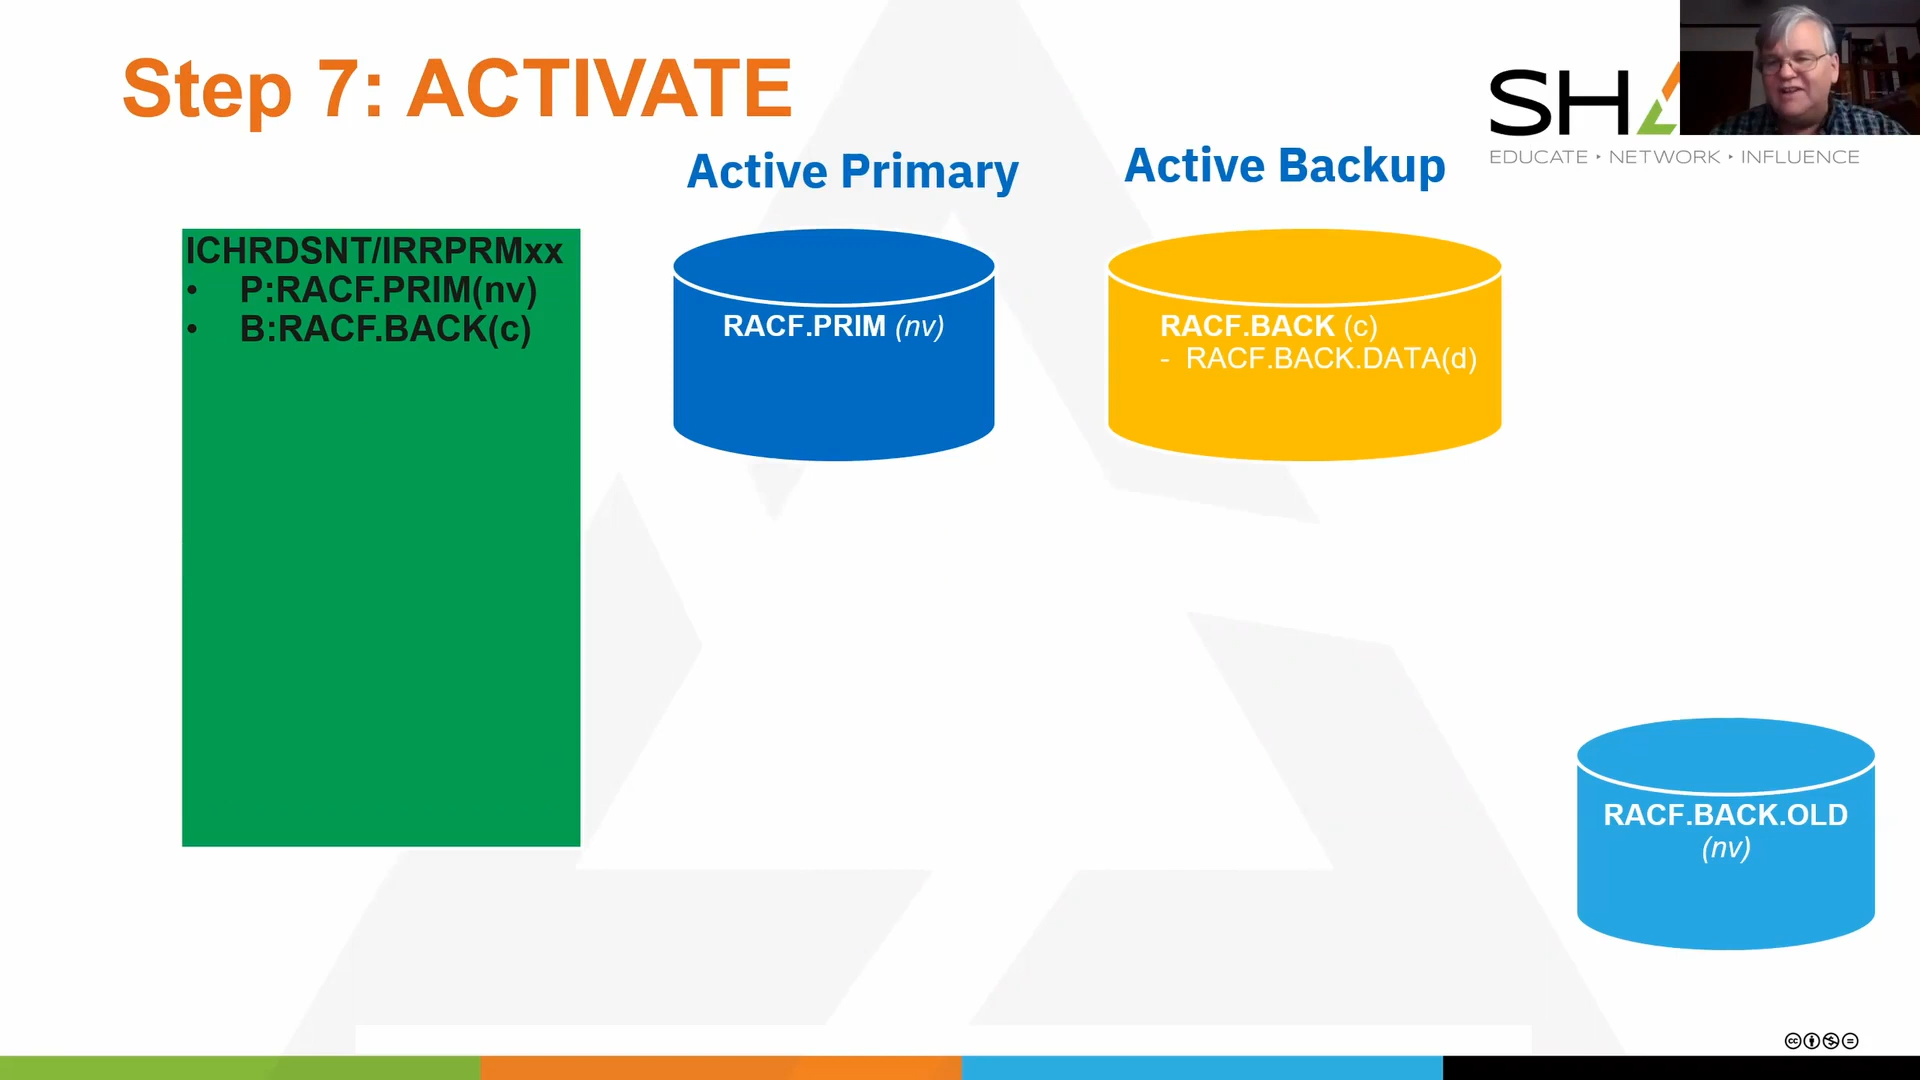 Step 7: ACTIVATE
SH
EDUCATE • NETWORK • INFLUENCE
Active Primary
Active Backup
ICHRDSNT/IRRPRMxx
• P:RACF.PRIM(nv)
• B:RACF.BACK(c)
RACF.PRIM (nv)
RACF.BACK (c)
- RACF.BACK.DATA(d)
RACF.BACK.OLD
(nv)